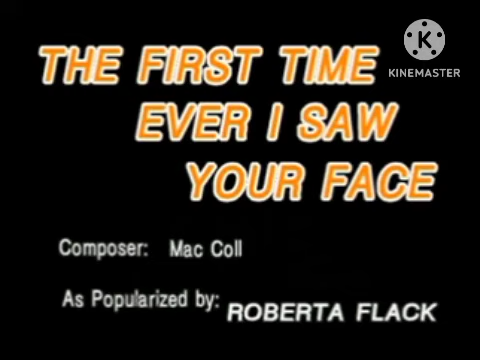 THE FIRST TIME
EVER I SAW
YOUR FACE
K
KINEMASTER
Composer: Mac Coll
As Popularized by: ROBERTA FLACK